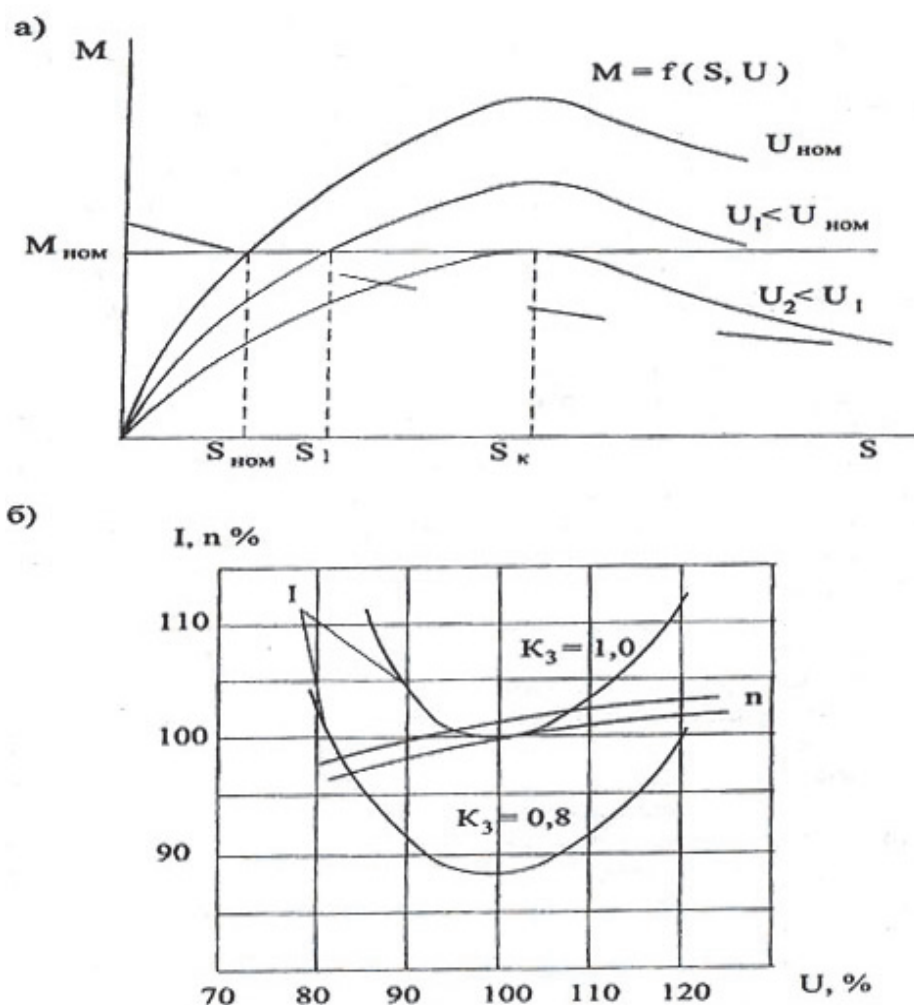 а)
M
M = f ( S, U )
U ном
U₁ < U ном
M ном
U₂ < U₁
S ном S₁ S к S
б)
I, n %
I
110
K₃ = 1,0
n
100
K₃ = 0,8
90
70 80 90 100 110 120 U, %